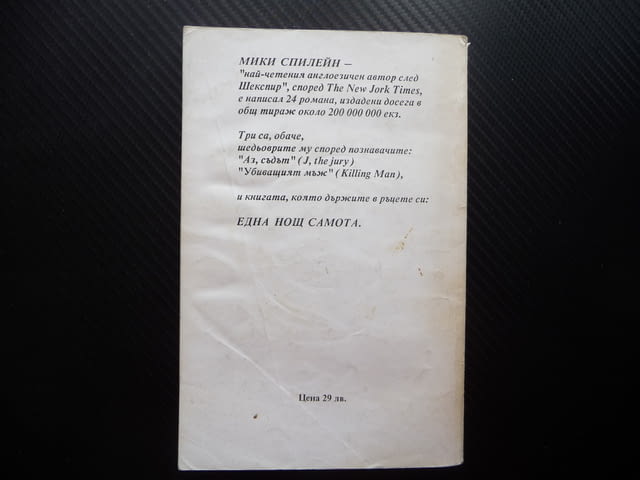 МИКИ СПИЛЕЙН –
"най-четения англоезичен автор след
Шекспир", според The New Jork Times,
е написал 24 романа, издадена досега в
общ тираж около 200 000 000 екз.
Три са, обаче,
шедьоврите му според познавачите:
"Аз, съдът" ( J, the jury )
"Убиващият мъж" ( Killing Man ),
и книгата, която държите в ръцете си:
ЕДНА НОЩ САМОТА.
Цена 29 лв.